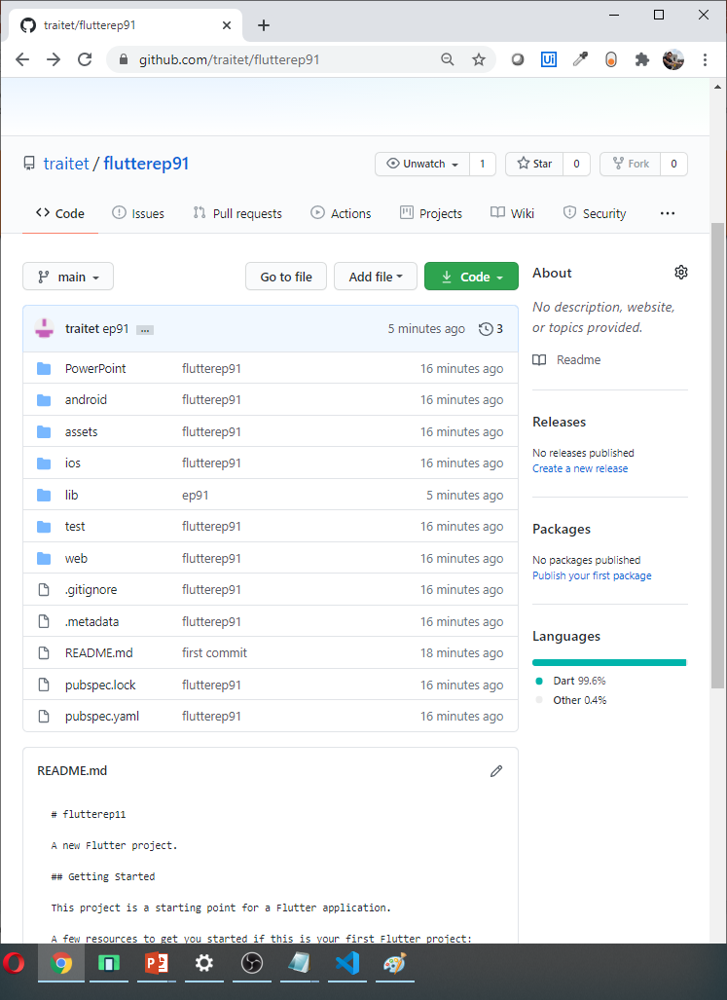 traitet/flutterep91
github.com/traitet/flutterep91
Ui
traitet / flutterep91
Unwatch 1 Star 0 Fork 0
Code Issues Pull requests Actions Projects Wiki Security ...
main Go to file Add file Code
About
No description, website,
or topics provided.
Readme
traitet ep91 ... 5 minutes ago 3
PowerPoint flutterep91 16 minutes ago
android flutterep91 16 minutes ago
assets flutterep91 16 minutes ago
ios flutterep91 16 minutes ago
lib ep91 5 minutes ago
test flutterep91 16 minutes ago
web flutterep91 16 minutes ago
.gitignore flutterep91 16 minutes ago
.metadata flutterep91 16 minutes ago
README.md first commit 18 minutes ago
pubspec.lock flutterep91 16 minutes ago
pubspec.yaml flutterep91 16 minutes ago
Releases
No releases published
Create a new release
Packages
No packages published
Publish your first package
Languages
Dart 99.6%
Other 0.4%
README.md
# flutterep11
A new Flutter project.
## Getting Started
This project is a starting point for a Flutter application.
A few resources to get you started if this is your first Flutter project: